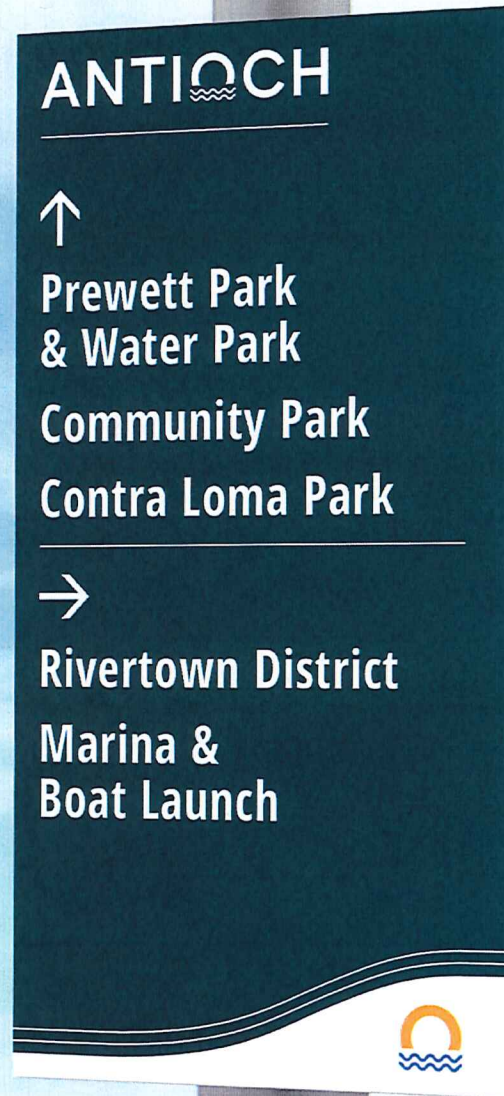 ANTIOCH
↑
Prewett Park
& Water Park
Community Park
Contra Loma Park
→
Rivertown District
Marina &
Boat Launch